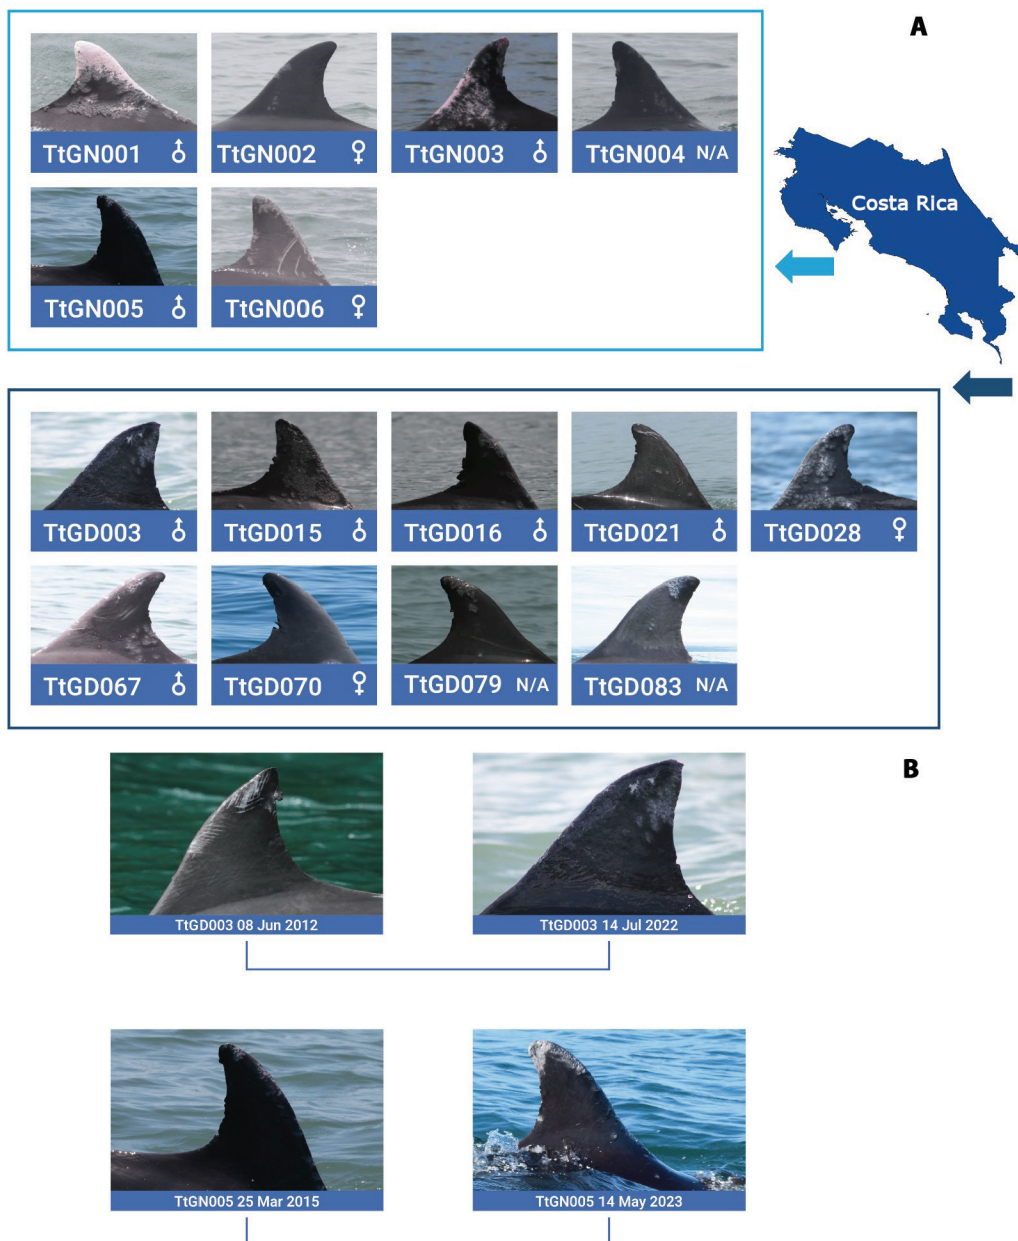 A
TtGN001 ♂
TtGN002 ♀
TtGN003 ♂
TtGN004 N/A
Costa Rica
TtGN005 ♂
TtGN006 ♀
TtGD003 ♂
TtGD015 ♂
TtGD016 ♂
TtGD021 ♂
TtGD028 ♀
TtGD067 ♂
TtGD070 ♀
TtGD079 N/A
TtGD083 N/A
B
TtGD003 08 Jun 2012
TtGD003 14 Jul 2022
TtGN005 25 Mar 2015
TtGN005 14 May 2023